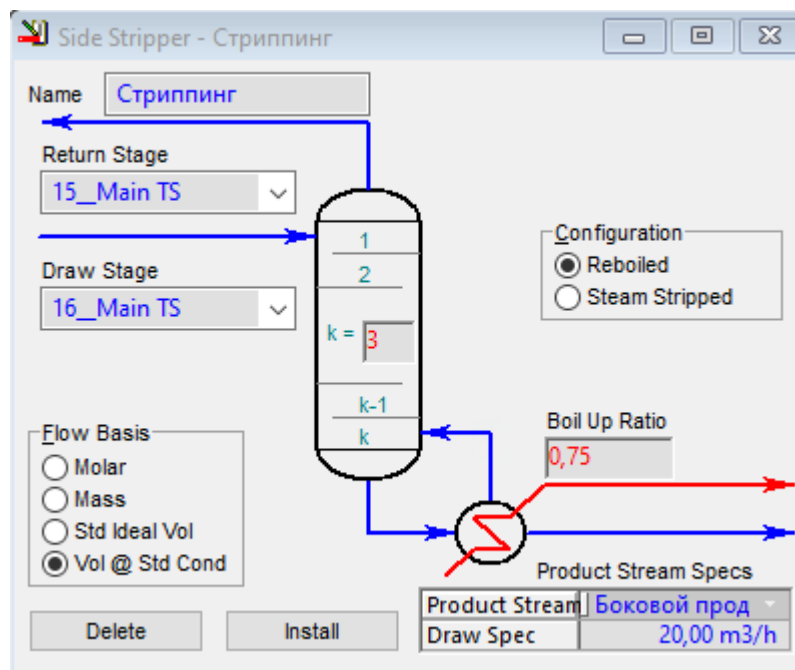 Side Stripper - Стриппинг
Name Стриппинг
Return Stage
15__Main TS
Draw Stage
16__Main TS
1
2
k = 3
k-1
k
Configuration
Reboiled
Steam Stripped
Flow Basis
Molar
Mass
Std Ideal Vol
Vol @ Std Cond
Boil Up Ratio
0,75
Product Stream Specs
Product Stream Боковой прод
Draw Spec 20,00 m3/h
Delete Install